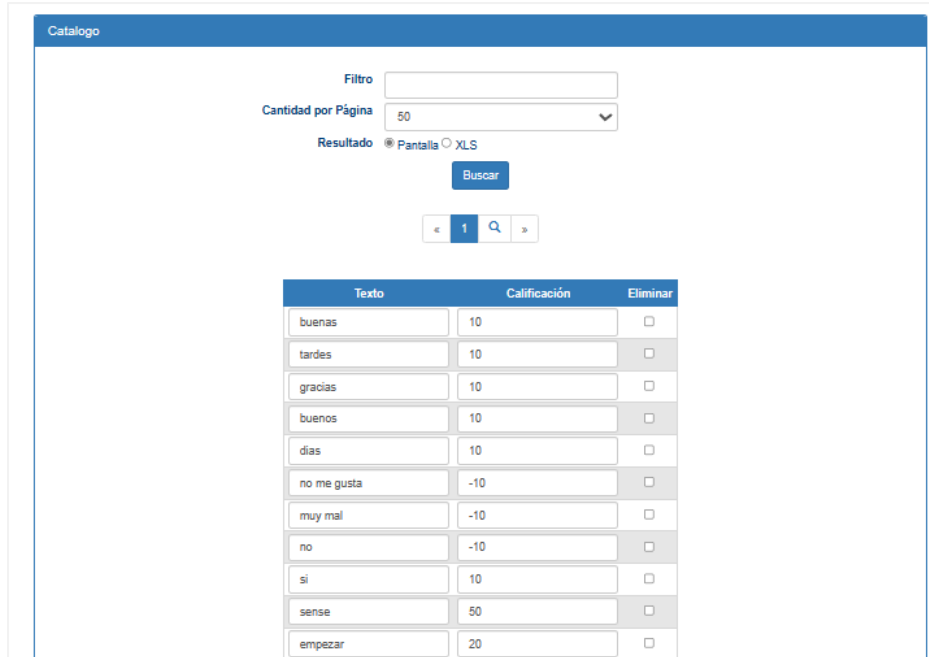 Catalogo
Filtro
Cantidad por Página 50
Resultado Pantalla XLS
Buscar
« 1 »
Texto Calificación Eliminar
buenas 10
tardes 10
gracias 10
buenos 10
dias 10
no me gusta -10
muy mal -10
no -10
si 10
sense 50
empezar 20